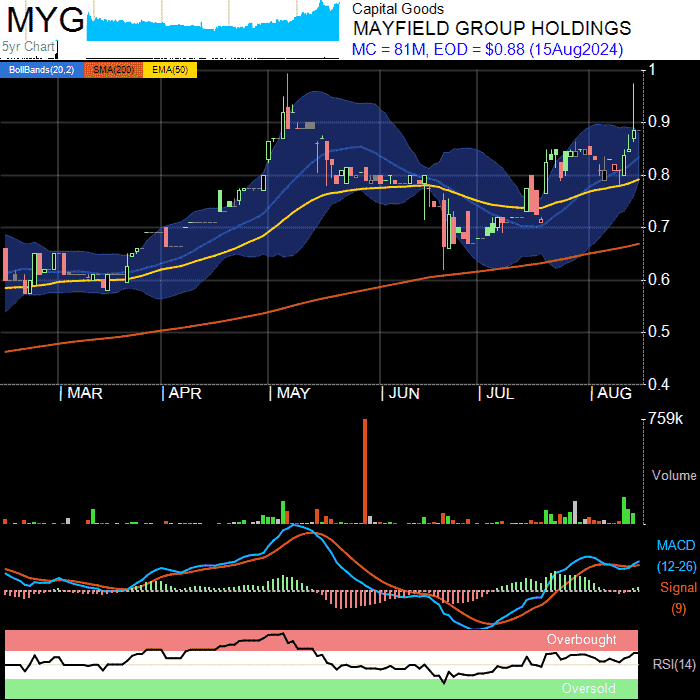 MYG
5yr Chart
Capital Goods
MAYFIELD GROUP HOLDINGS
MC = 81M, EOD = $0.88 (15Aug2024)
BollBands(20,2) SMA(200) EMA(50)
1
0.9
0.8
0.7
0.6
0.5
0.4
MAR APR MAY JUN JUL AUG
759k
Volume
MACD
(12-26)
Signal
(9)
Overbought
RSI(14)
Oversold